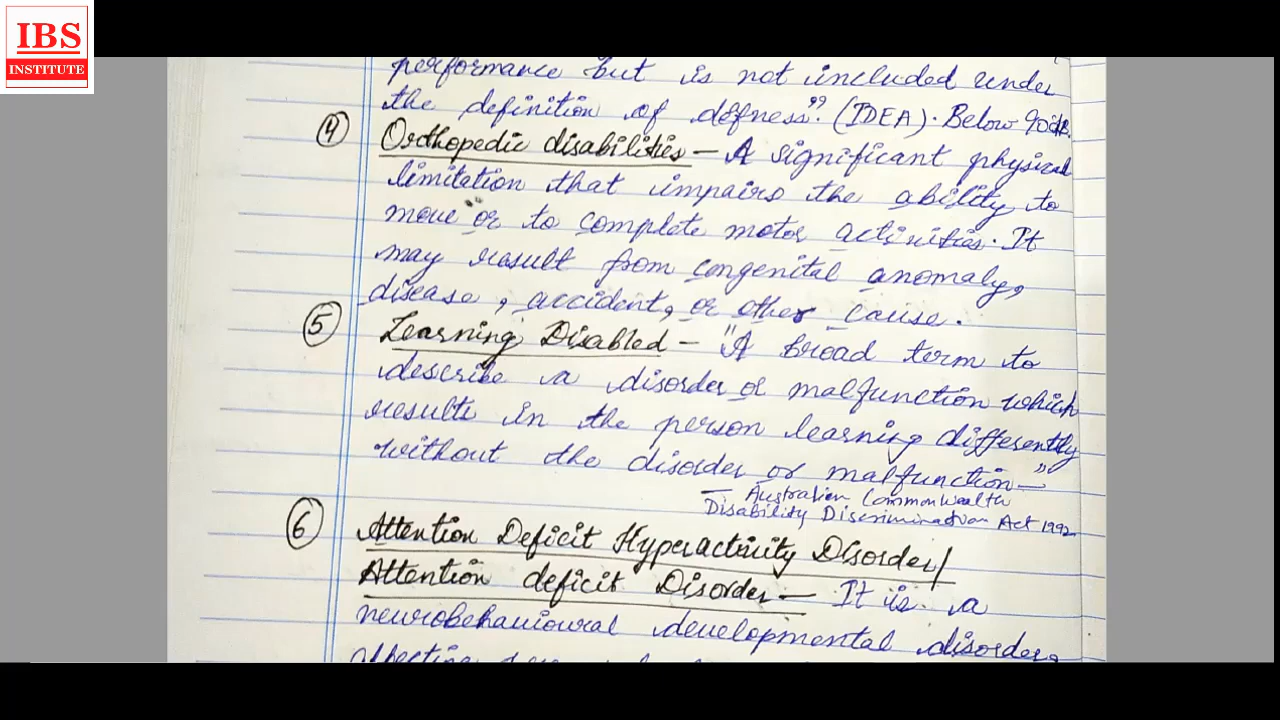 IBS
INSTITUTE
performance but is not included under
the definition of deffness". (IDEA). Below 90 dB.
④ Orthopedic disabilities – A significant physical
limitation that impairs the ability to
move or to complete motor activities. It
may result from congenital anomaly,
disease, accident, or other cause.
⑤ Learning Disabled – "A broad term to
describe a disorder or malfunction which
results in the person learning differently
without the disorder or malfunction –"
– Australian Commonwealth
Disability Discrimination Act 1992
⑥ Attention Deficit Hyperactivity Disorder/
Attention deficit Disorder – It is a
neurobehavioural developmental disorder,
affecting